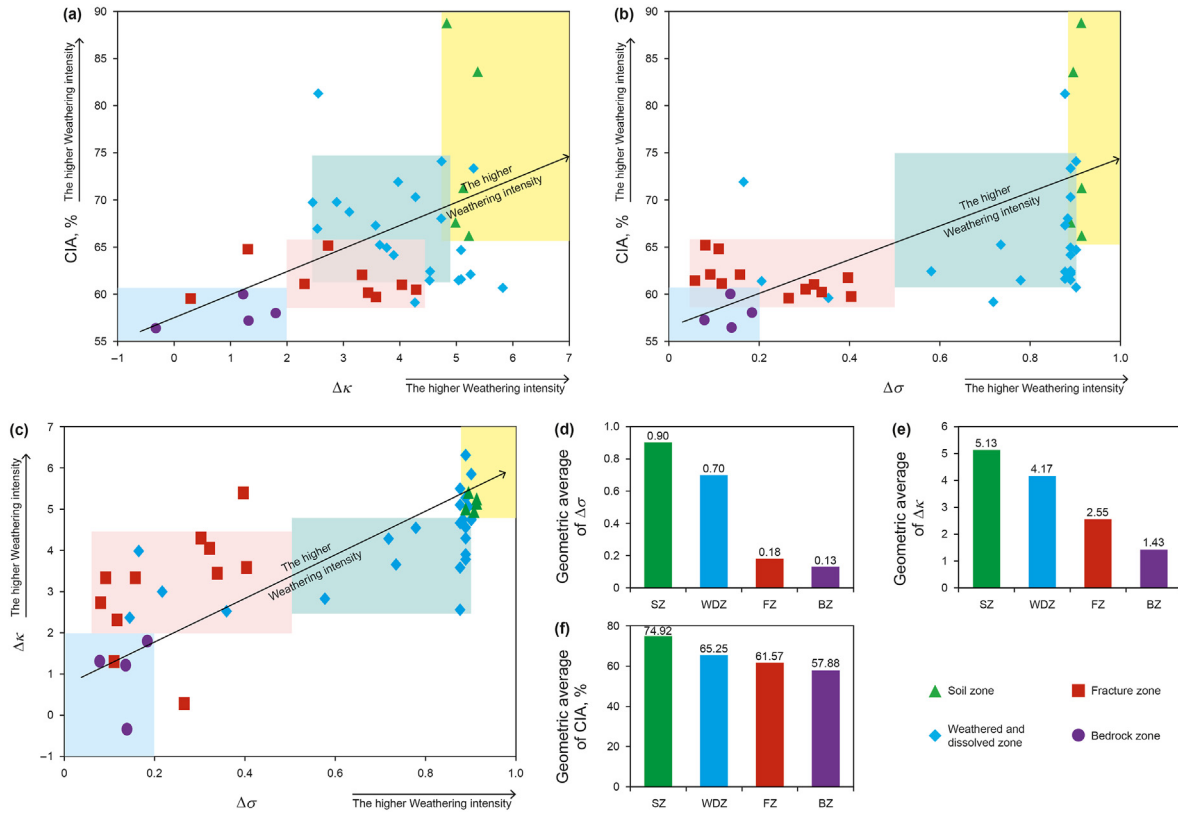 (a)
90
85
80
75
70
65
60
55
CIA, %
The higher Weathering intensity
The higher
Weathering intensity
−1
0
1
2
3
4
5
6
7
Δκ
The higher Weathering intensity
(b)
90
85
80
75
70
65
60
55
CIA, %
The higher Weathering intensity
The higher
Weathering intensity
0
0.2
0.4
0.6
0.8
1.0
Δσ
The higher Weathering intensity
(c)
7
6
5
4
3
2
1
0
−1
Δκ
The higher Weathering intensity
The higher
Weathering intensity
0
0.2
0.4
0.6
0.8
1.0
Δσ
The higher Weathering intensity
(d)
Geometric average
of Δσ
1.0
0.8
0.6
0.4
0.2
0
0.90
0.70
0.18
0.13
SZ
WDZ
FZ
BZ
(e)
Geometric average
of Δκ
6
5
4
3
2
1
0
5.13
4.17
2.55
1.43
SZ
WDZ
FZ
BZ
(f)
Geometric average
of CIA, %
80
60
40
20
0
74.92
65.25
61.57
57.88
SZ
WDZ
FZ
BZ
Soil zone
Fracture zone
Weathered and
dissolved zone
Bedrock zone